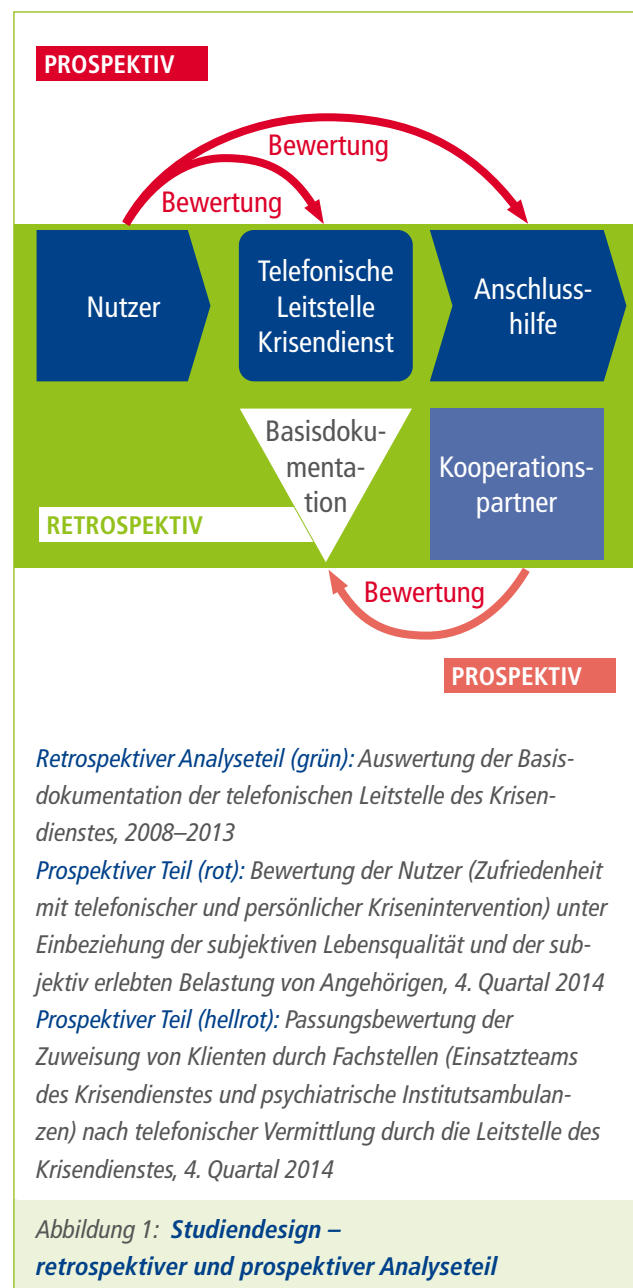 PROSPEKTIV
Bewertung
Bewertung
Nutzer
Telefonische
Leitstelle
Krisendienst
Anschluss-
hilfe
Basisdoku-
menta-
tion
Kooperations-
partner
RETROSPEKTIV
Bewertung
PROSPEKTIV
Retrospektiver Analyseteil (grün): Auswertung der Basis-
dokumentation der telefonischen Leitstelle des Krisen-
dienstes, 2008–2013
Prospektiver Teil (rot): Bewertung der Nutzer (Zufriedenheit
mit telefonischer und persönlicher Krisenintervention) unter
Einbeziehung der subjektiven Lebensqualität und der sub-
jektiv erlebten Belastung von Angehörigen, 4. Quartal 2014
Prospektiver Teil (hellrot): Passungsbewertung der
Zuweisung von Klienten durch Fachstellen (Einsatzteams
des Krisendienstes und psychiatrische Institutsambulan-
zen) nach telefonischer Vermittlung durch die Leitstelle des
Krisendienstes, 4. Quartal 2014
Abbildung 1: Studiendesign –
retrospektiver und prospektiver Analyseteil